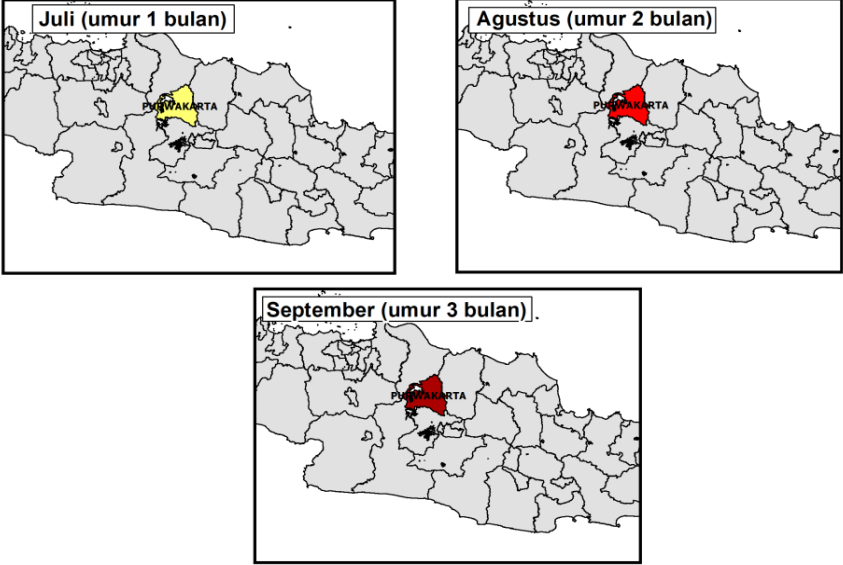 Juli (umur 1 bulan)
PURWAKARTA
Agustus (umur 2 bulan)
PURWAKARTA
September (umur 3 bulan)
PURWAKARTA